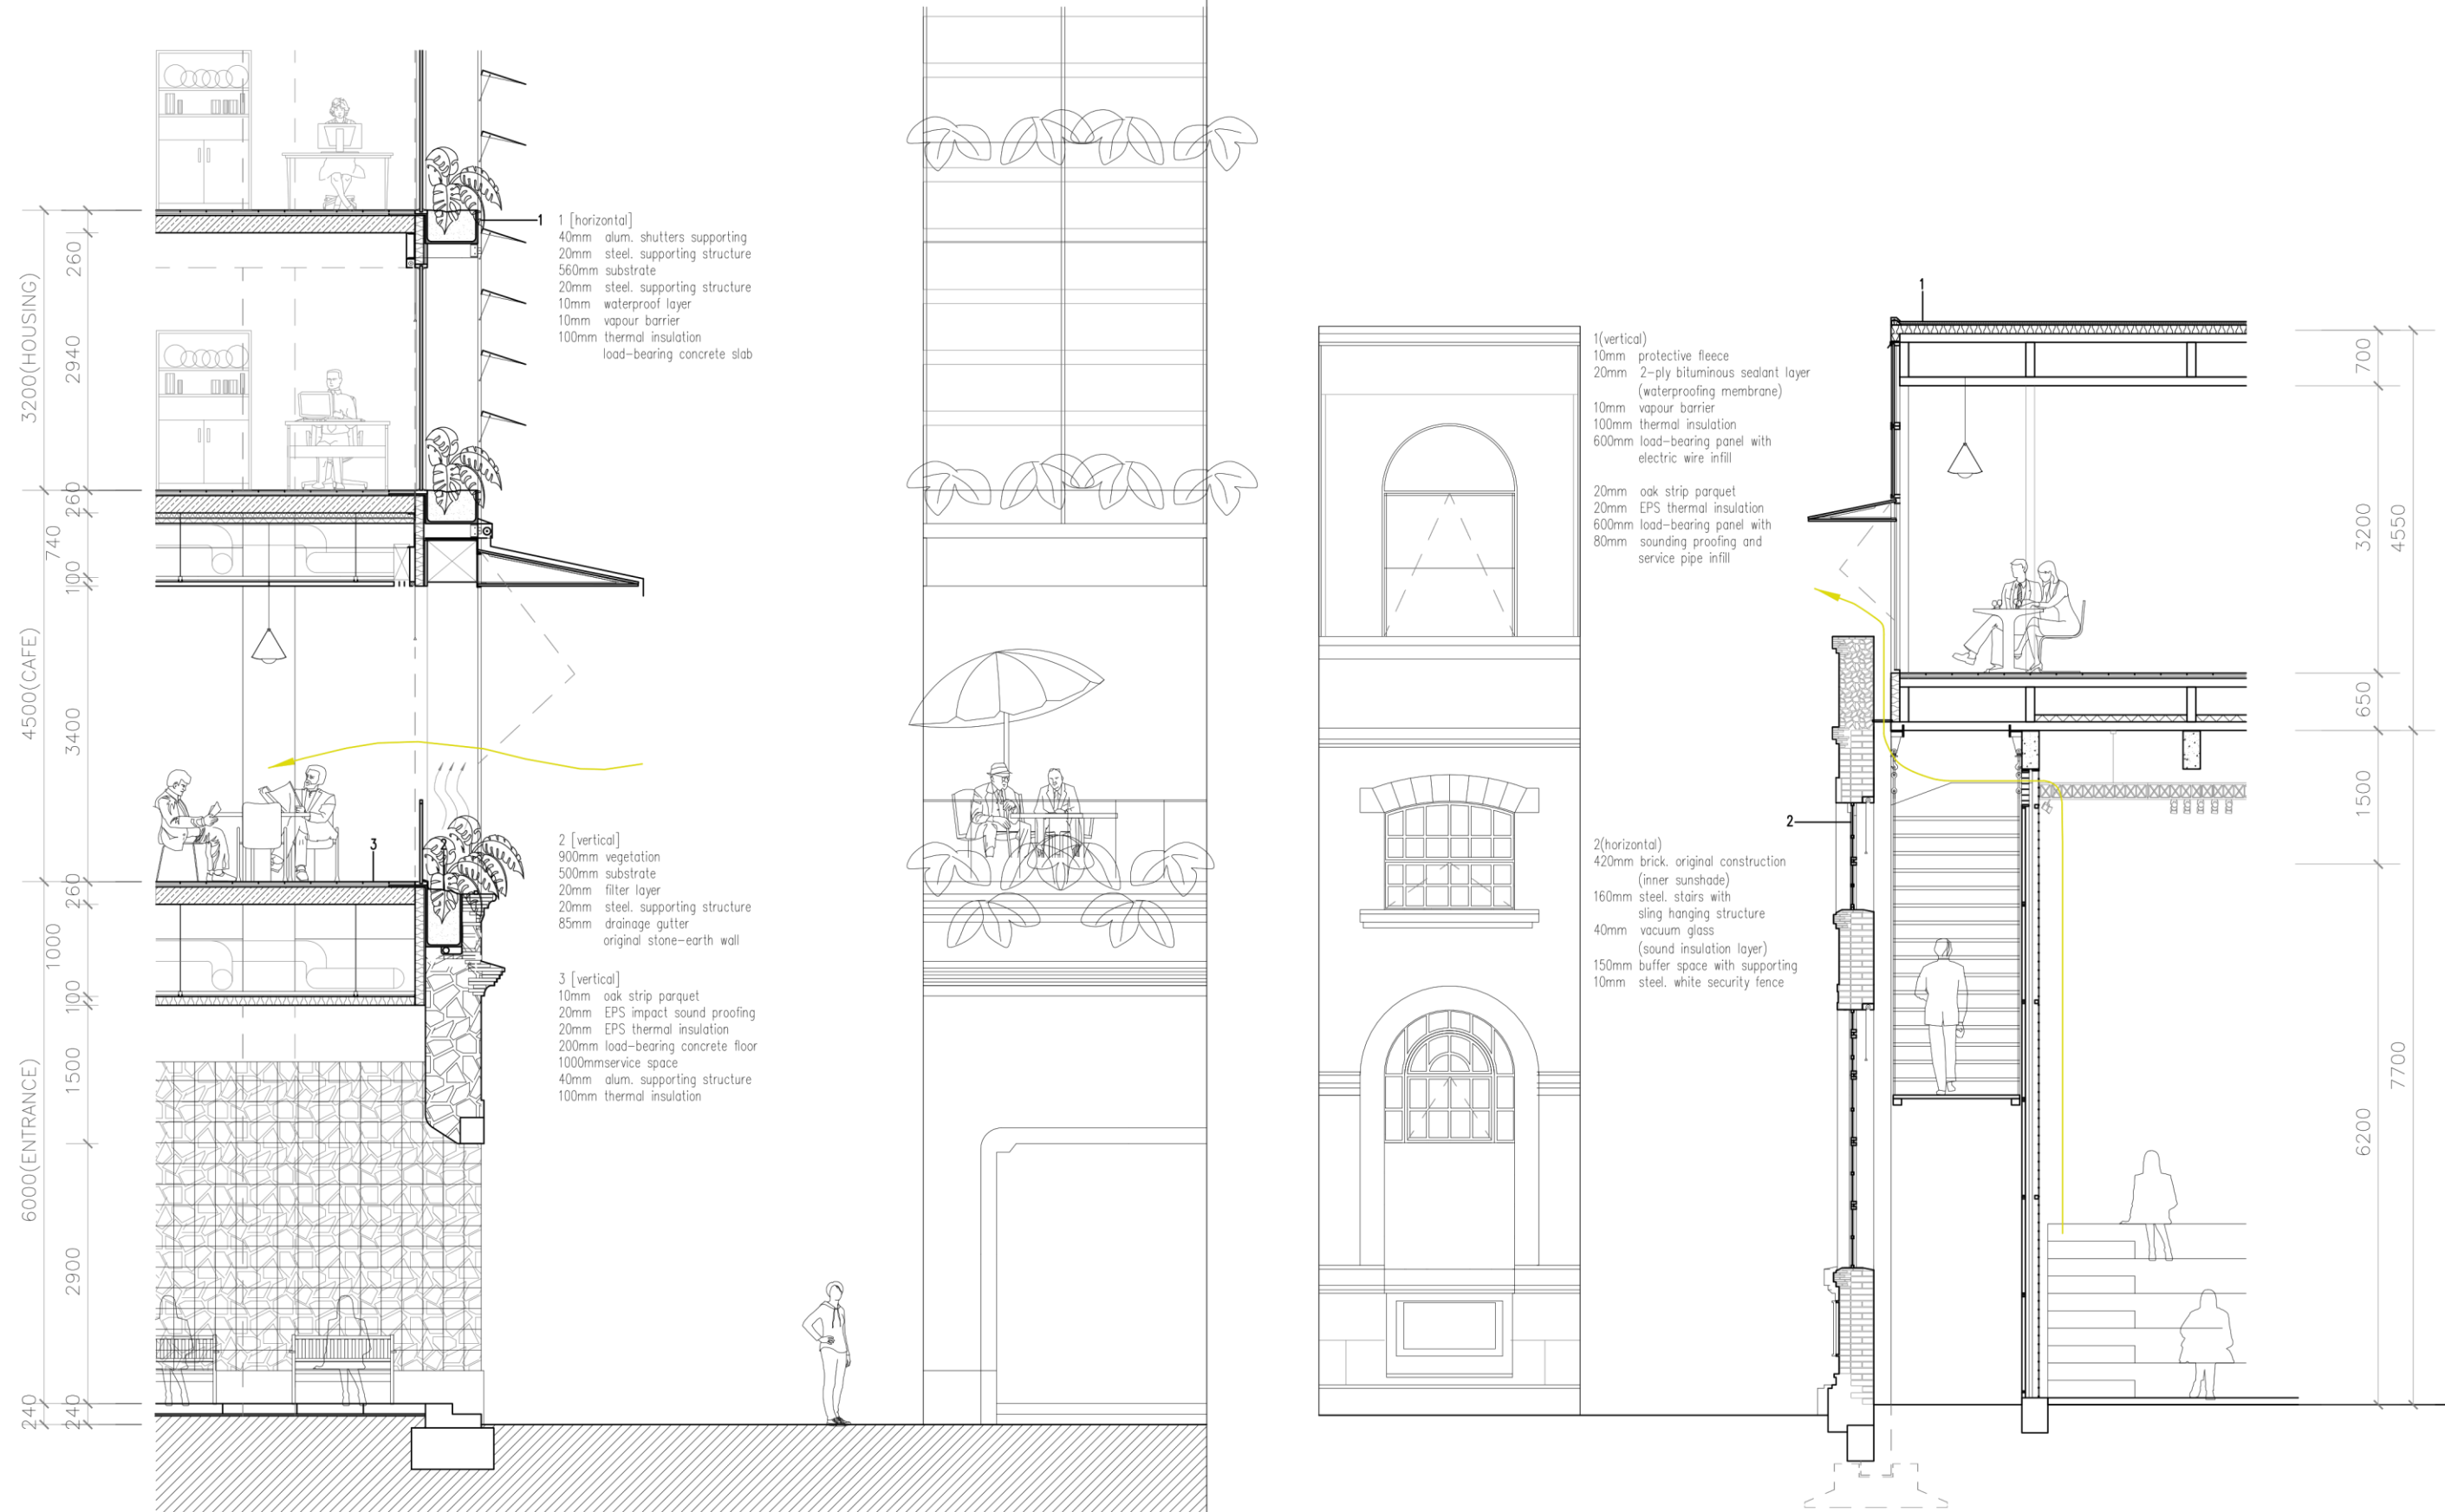 3200(HOUSING)
260
2940
4500(CAFE)
260
740
100
3400
6000(ENTRANCE)
260
1000
100
1500
2900
240
240
1
1 [horizontal]
40mm alum. shutters supporting
20mm steel. supporting structure
560mm substrate
20mm steel. supporting structure
10mm waterproof layer
10mm vapour barrier
100mm thermal insulation
load-bearing concrete slab
3
2
2 [vertical]
900mm vegetation
500mm substrate
20mm filter layer
20mm steel. supporting structure
85mm drainage gutter
original stone-earth wall
3 [vertical]
10mm oak strip parquet
20mm EPS impact sound proofing
20mm EPS thermal insulation
200mm load-bearing concrete floor
1000mmservice space
40mm alum. supporting structure
100mm thermal insulation
1
1(vertical)
10mm protective fleece
20mm 2-ply bituminous sealant layer
(waterproofing membrane)
10mm vapour barrier
100mm thermal insulation
600mm load-bearing panel with
electric wire infill
20mm oak strip parquet
20mm EPS thermal insulation
600mm load-bearing panel with
80mm sounding proofing and
service pipe infill
2
2(horizontal)
420mm brick. original construction
(inner sunshade)
160mm steel. stairs with
sling hanging structure
40mm vacuum glass
(sound insulation layer)
150mm buffer space with supporting
10mm steel. white security fence
700
3200
4550
650
1500
7700
6200